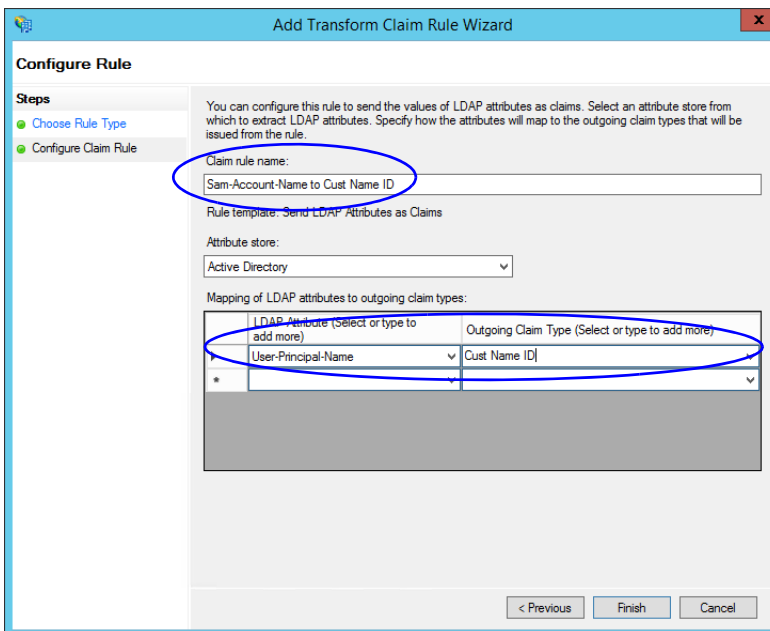 Add Transform Claim Rule Wizard
x
Configure Rule
Steps
Choose Rule Type
Configure Claim Rule
You can configure this rule to send the values of LDAP attributes as claims. Select an attribute store from
which to extract LDAP attributes. Specify how the attributes will map to the outgoing claim types that will be
issued from the rule.
Claim rule name:
Sam-Account-Name to Cust Name ID
Rule template: Send LDAP Attributes as Claims
Attribute store:
Active Directory
Mapping of LDAP attributes to outgoing claim types:
LDAP Attribute (Select or type to
add more)
Outgoing Claim Type (Select or type to add more)
User-Principal-Name
Cust Name ID
*
< Previous
Finish
Cancel